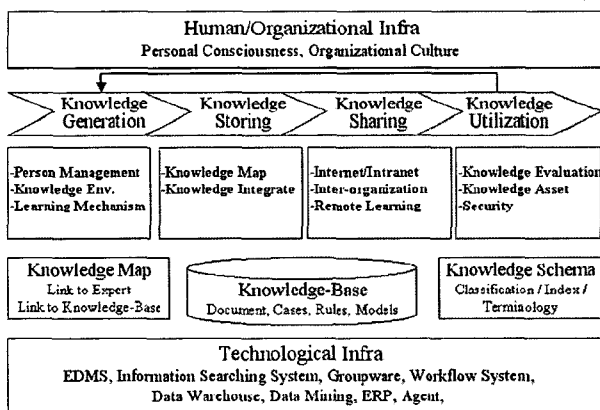 Human/Organizational Infra
Personal Consciousness, Organizational Culture
Knowledge Generation
Knowledge Storing
Knowledge Sharing
Knowledge Utilization
-Person Management
-Knowledge Env.
-Learning Mechanism
-Knowledge Map
-Knowledge Integrate
-Internet/Intranet
-Inter-organization
-Remote Learning
-Knowledge Evaluation
-Knowledge Asset
-Security
Knowledge Map
Link to Expert
Link to Knowledge-Base
Knowledge-Base
Document, Cases, Rules, Models
Knowledge Schema
Classification / Index /
Terminology
Technological Infra
EDMS, Information Searching System, Groupware, Workflow System,
Data Warehouse, Data Mining, ERP, Agent,